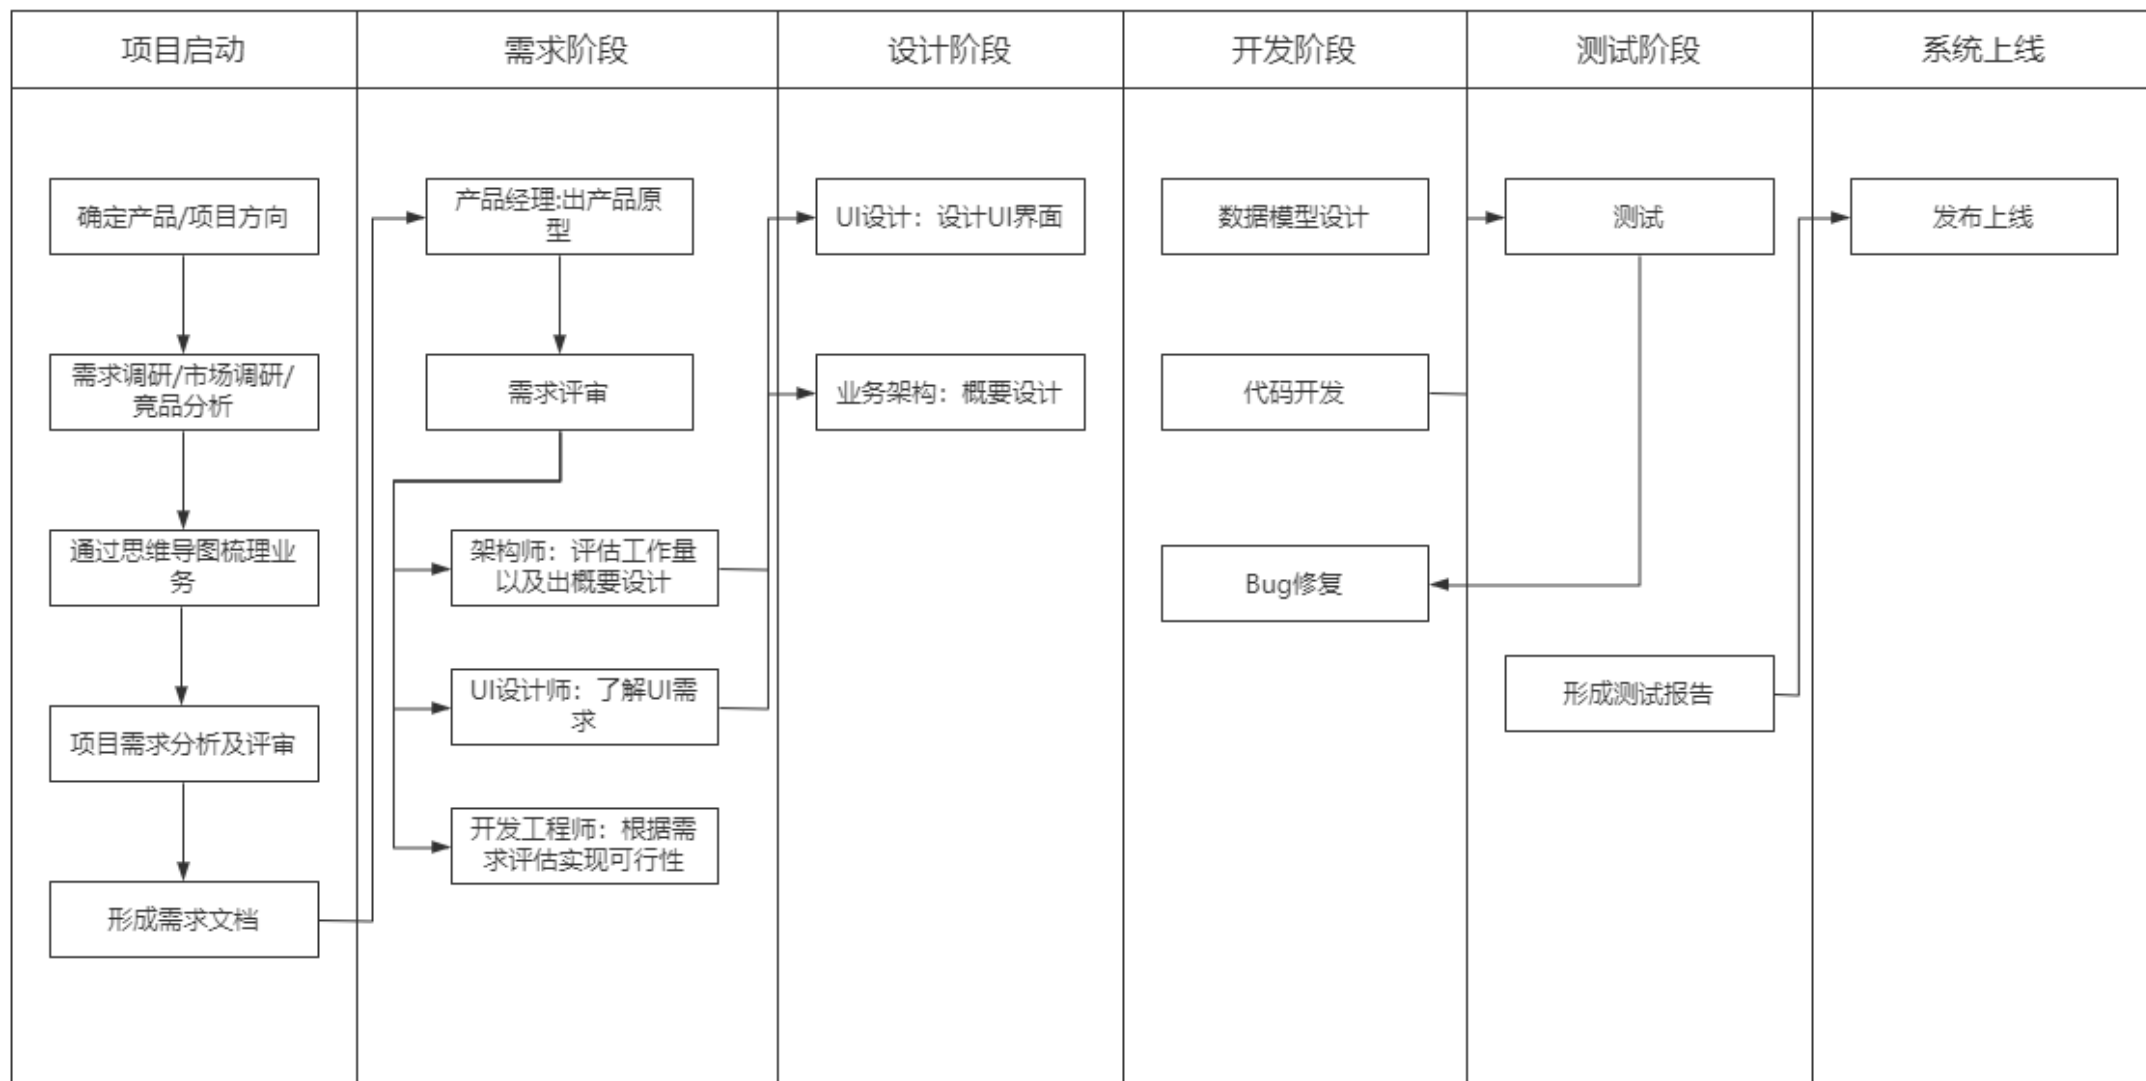 项目启动
需求阶段
设计阶段
开发阶段
测试阶段
系统上线
确定产品/项目方向
需求调研/市场调研/
竞品分析
通过思维导图梳理业
务
项目需求分析及评审
形成需求文档
产品经理:出产品原
型
需求评审
架构师：评估工作量
以及出概要设计
UI设计师：了解UI需
求
开发工程师：根据需
求评估实现可行性
UI设计：设计UI界面
业务架构：概要设计
数据模型设计
代码开发
Bug修复
测试
形成测试报告
发布上线